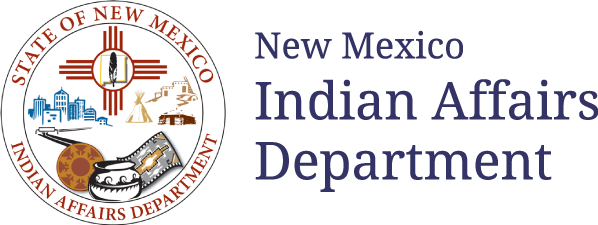 STATE OF NEW MEXICO
INDIAN AFFAIRS DEPARTMENT
New Mexico
Indian Affairs
Department